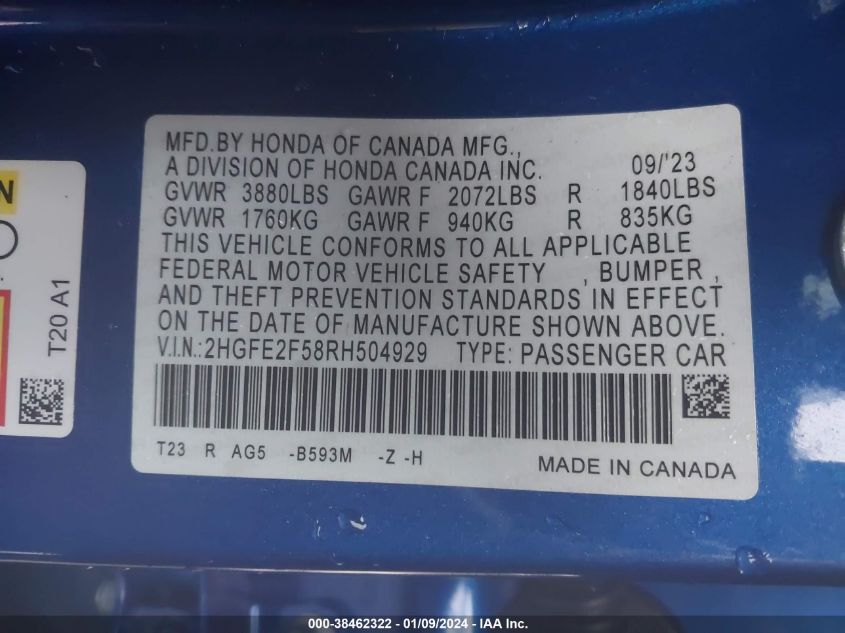 MFD.BY HONDA OF CANADA MFG.,
A DIVISION OF HONDA CANADA INC. 09/'23
GVWR 3880LBS GAWR F 2072LBS R 1840LBS
GVWR 1760KG GAWR F 940KG R 835KG
THIS VEHICLE CONFORMS TO ALL APPLICABLE
FEDERAL MOTOR VEHICLE SAFETY , BUMPER ,
AND THEFT PREVENTION STANDARDS IN EFFECT
ON THE DATE OF MANUFACTURE SHOWN ABOVE.
V.I.N.:2HGFE2F58RH504929 TYPE: PASSENGER CAR
T23 R AG5 -B593M -Z -H
MADE IN CANADA
N
T20 A1
000-38462322 / 01/09/2024 - IAA Inc.